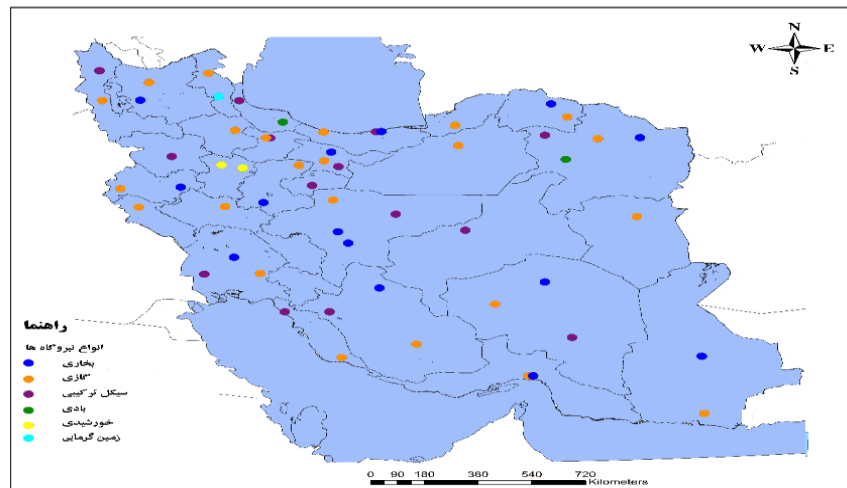 N
W E
S
راهنما
انواع نیروگاه ها
بخاری
گازی
سیکل ترکیبی
بادی
خورشیدی
زمین گرمایی
0 90 180 360 540 720
Kilometers